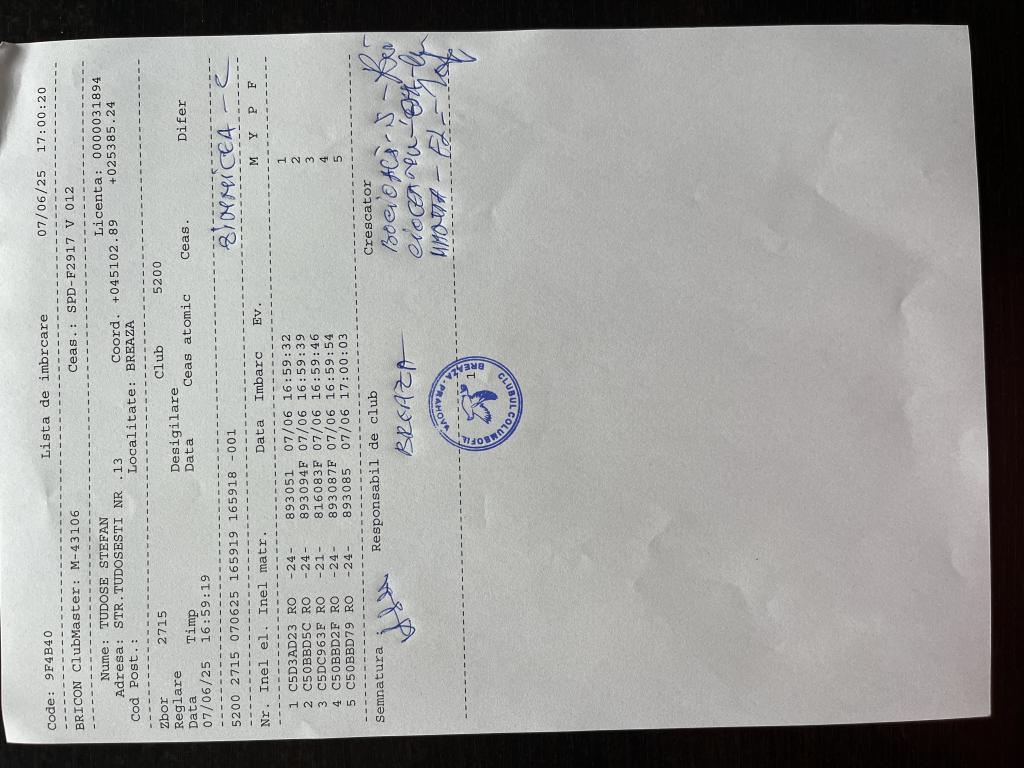 Code: 9F4B40 Lista de imbrcare 07/06/25 17:00:20
BRICON ClubMaster: M-43106 Ceas.: SPD-F2917 V 012
Nume: TUDOSE STEFAN Licenta: 0000031894
Adresa: STR.TUDOSESTI NR .13 Coord. +045102.89 +025385.24
Cod Post.: Localitate: BREAZA
Zbor 2715 Club 5200
Reglare Desigilare
Data Timp Data Ceas atomic Ceas. Difer
07/06/25 16:59:19
5200 2715 070625 165919 165918 -001
Nr. Inel el. Inel matr. Data Imbarc Ev. M Y P F
1 C5D3AD23 RO -24- 893051 07/06 16:59:32 1
2 C50BBD5C RO -24- 893094F 07/06 16:59:39 2
3 C5DC963F RO -21- 816083F 07/06 16:59:46 3
4 C50BBD2F RO -24- 893087F 07/06 16:59:54 4
5 C50BBD79 RO -24- 893085 07/06 17:00:03 5
Semnatura Responsabil de club Crescator
BREAZA
CLUBUL COLUMBOFIL
BREAZA - PRAHOVA
1